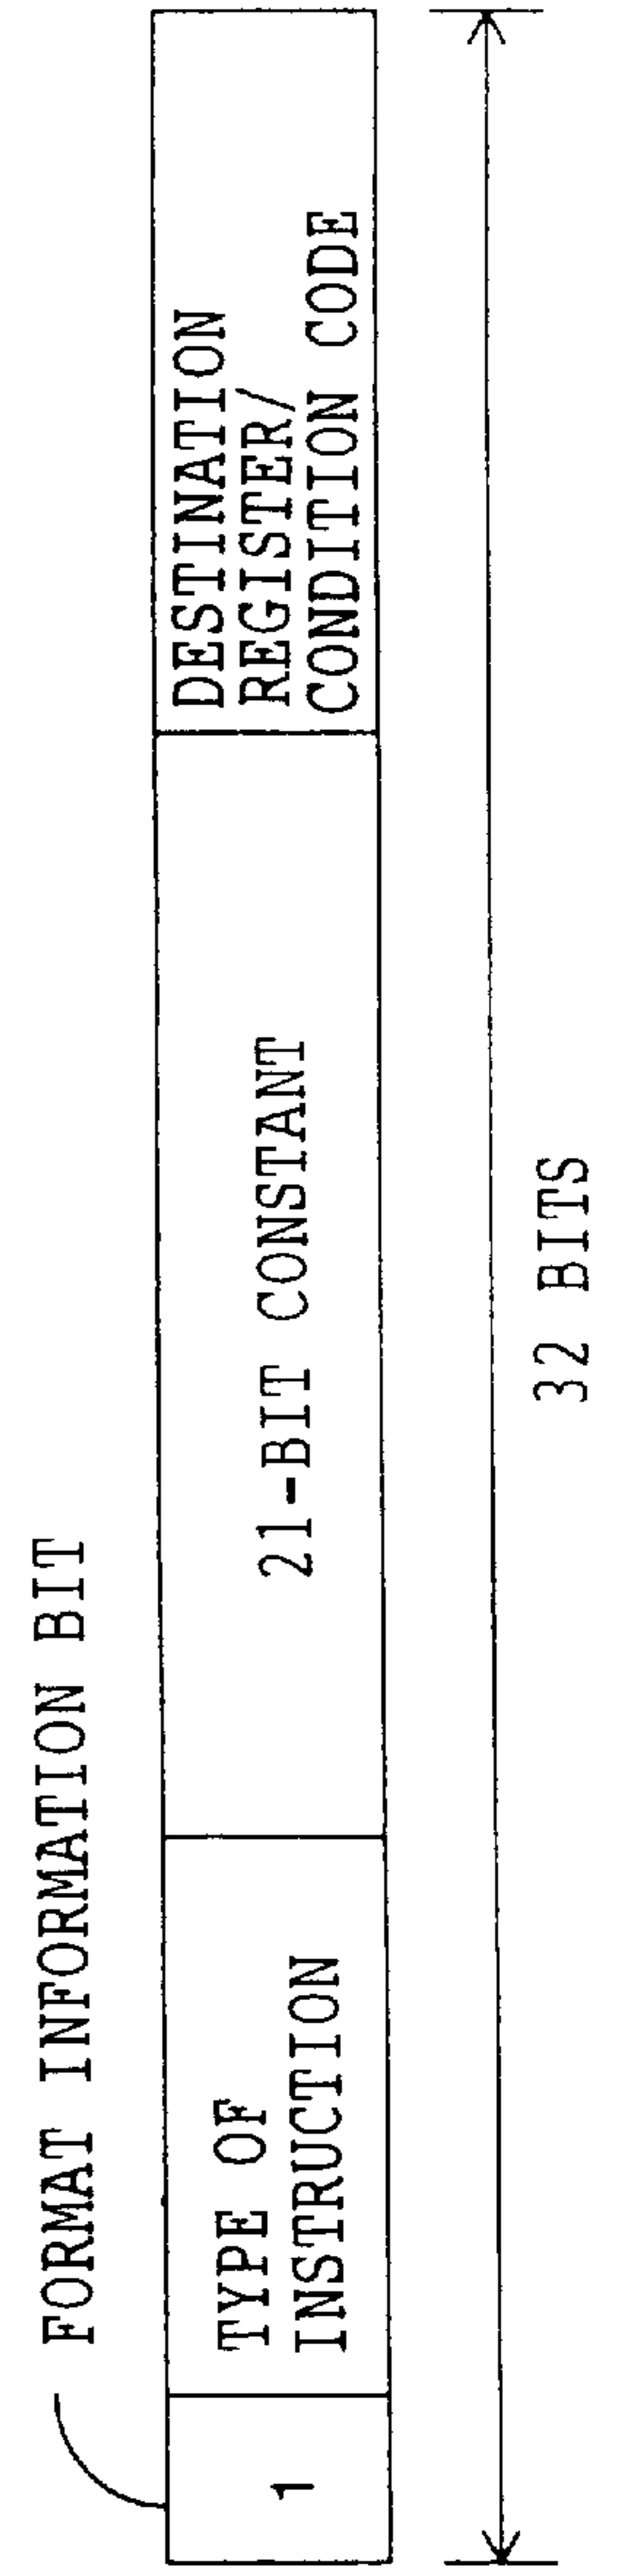 FORMAT INFORMATION BIT
1
TYPE OF
INSTRUCTION
21-BIT CONSTANT
DESTINATION
REGISTER/
CONDITION CODE
32 BITS